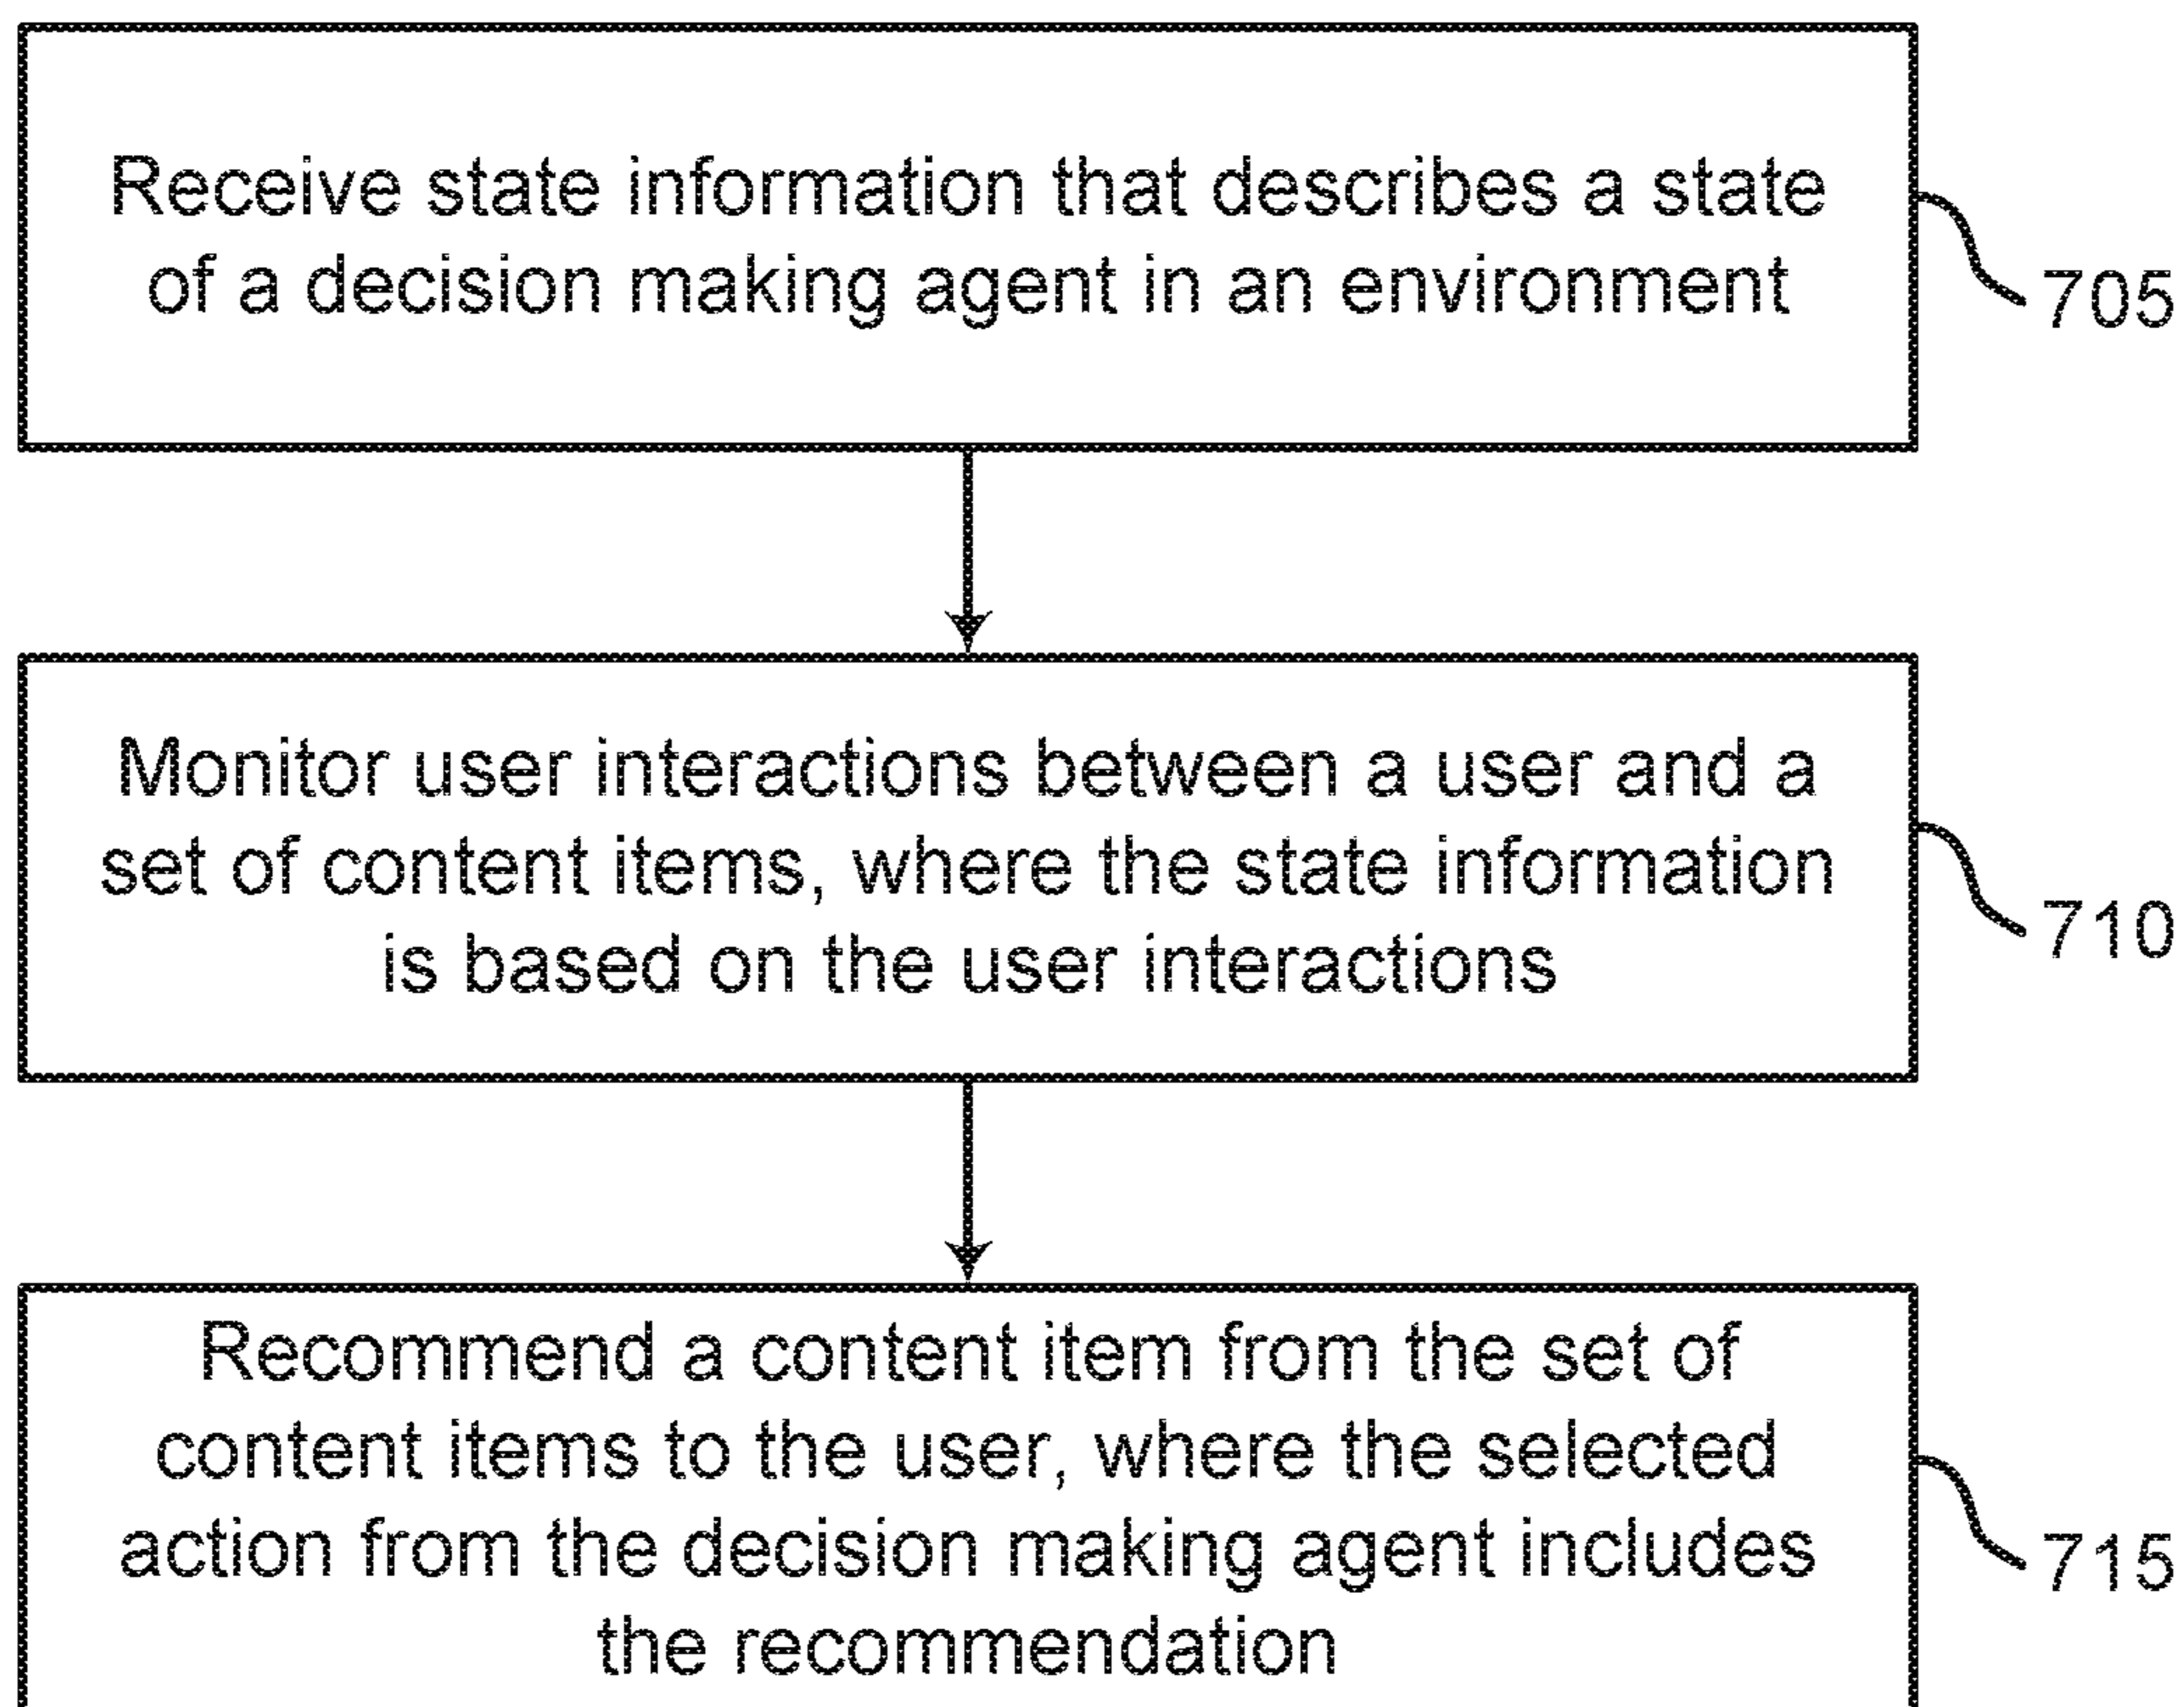 Receive state information that describes a state
of a decision making agent in an environment
705
Monitor user interactions between a user and a
set of content items, where the state information
is based on the user interactions
710
Recommend a content item from the set of
content items to the user, where the selected
action from the decision making agent includes
the recommendation
715